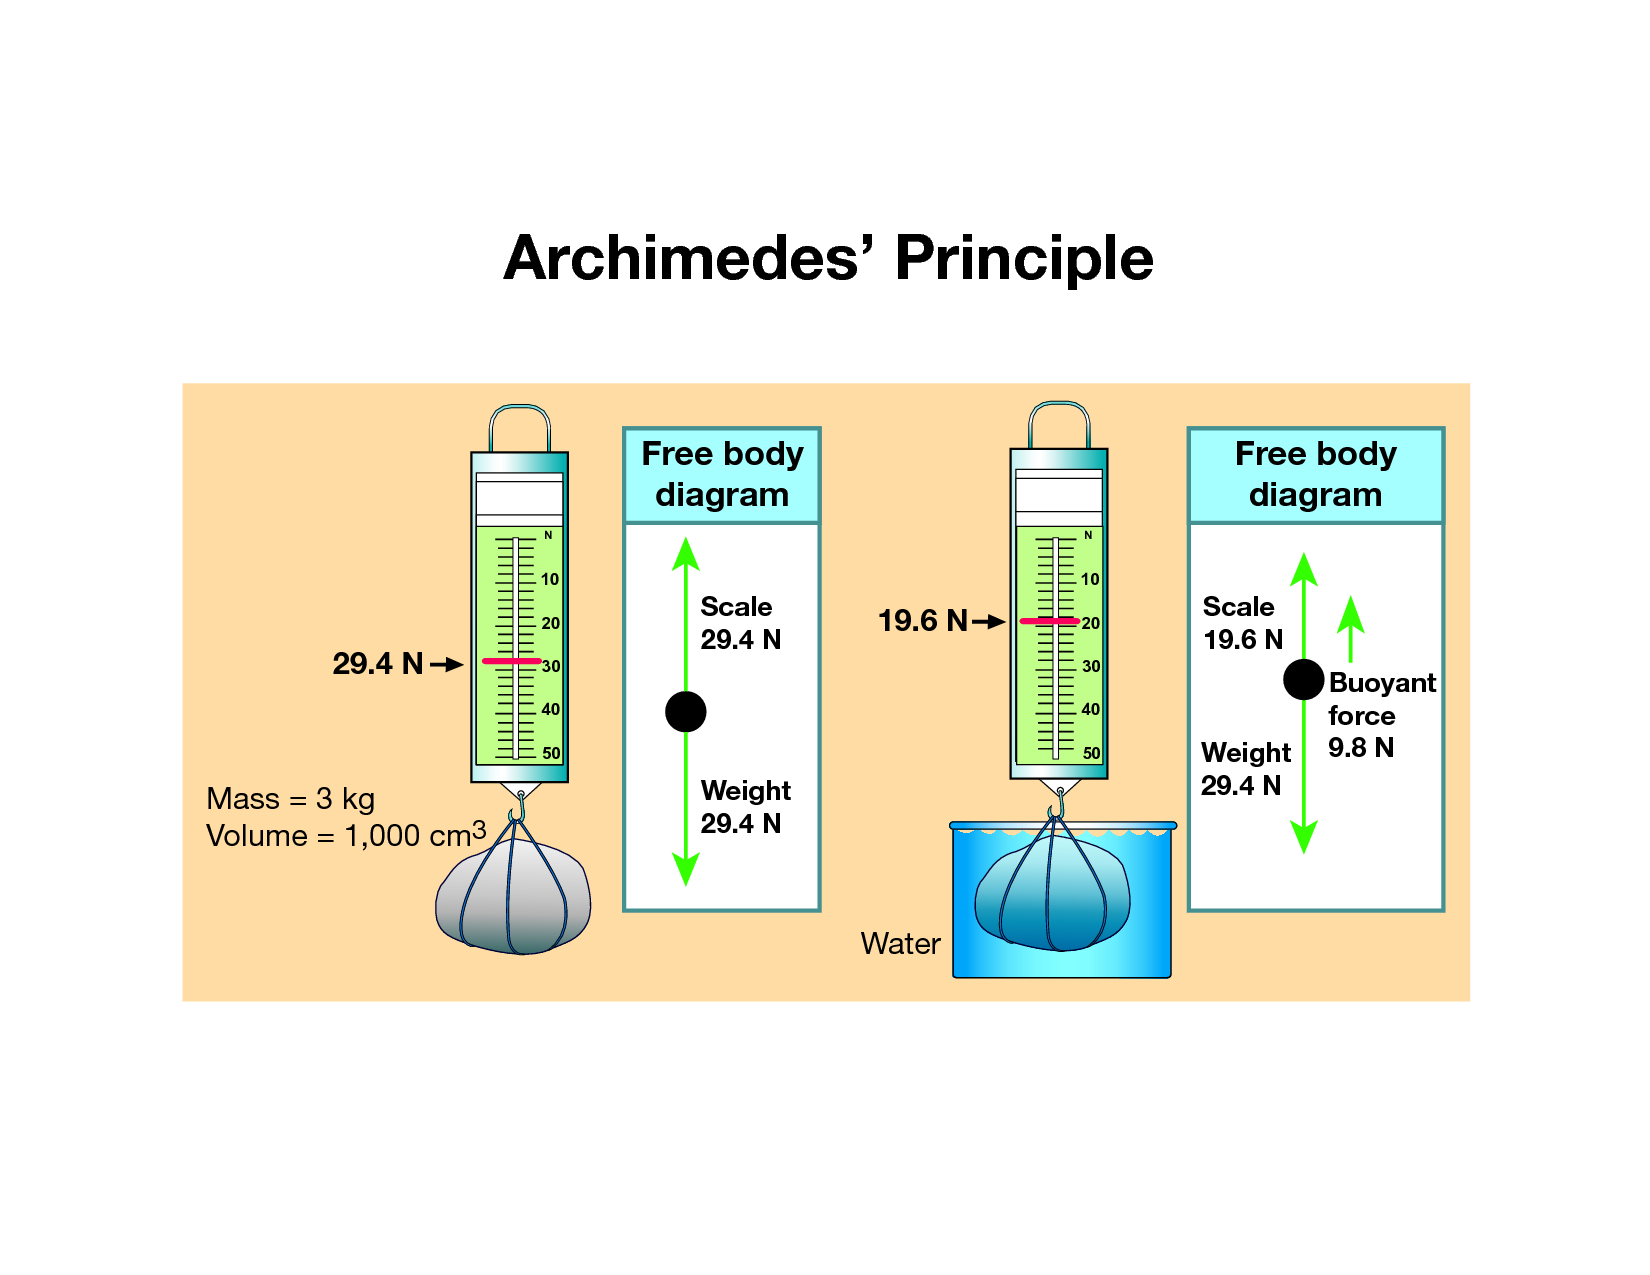 Archimedes’ Principle
Mass = 3 kg
Volume = 1,000 cm3
29.4 N
N
10
20
30
40
50
Free body
diagram
Scale
29.4 N
Weight
29.4 N
19.6 N
N
10
20
30
40
50
Water
Free body
diagram
Scale
19.6 N
Buoyant
force
9.8 N
Weight
29.4 N